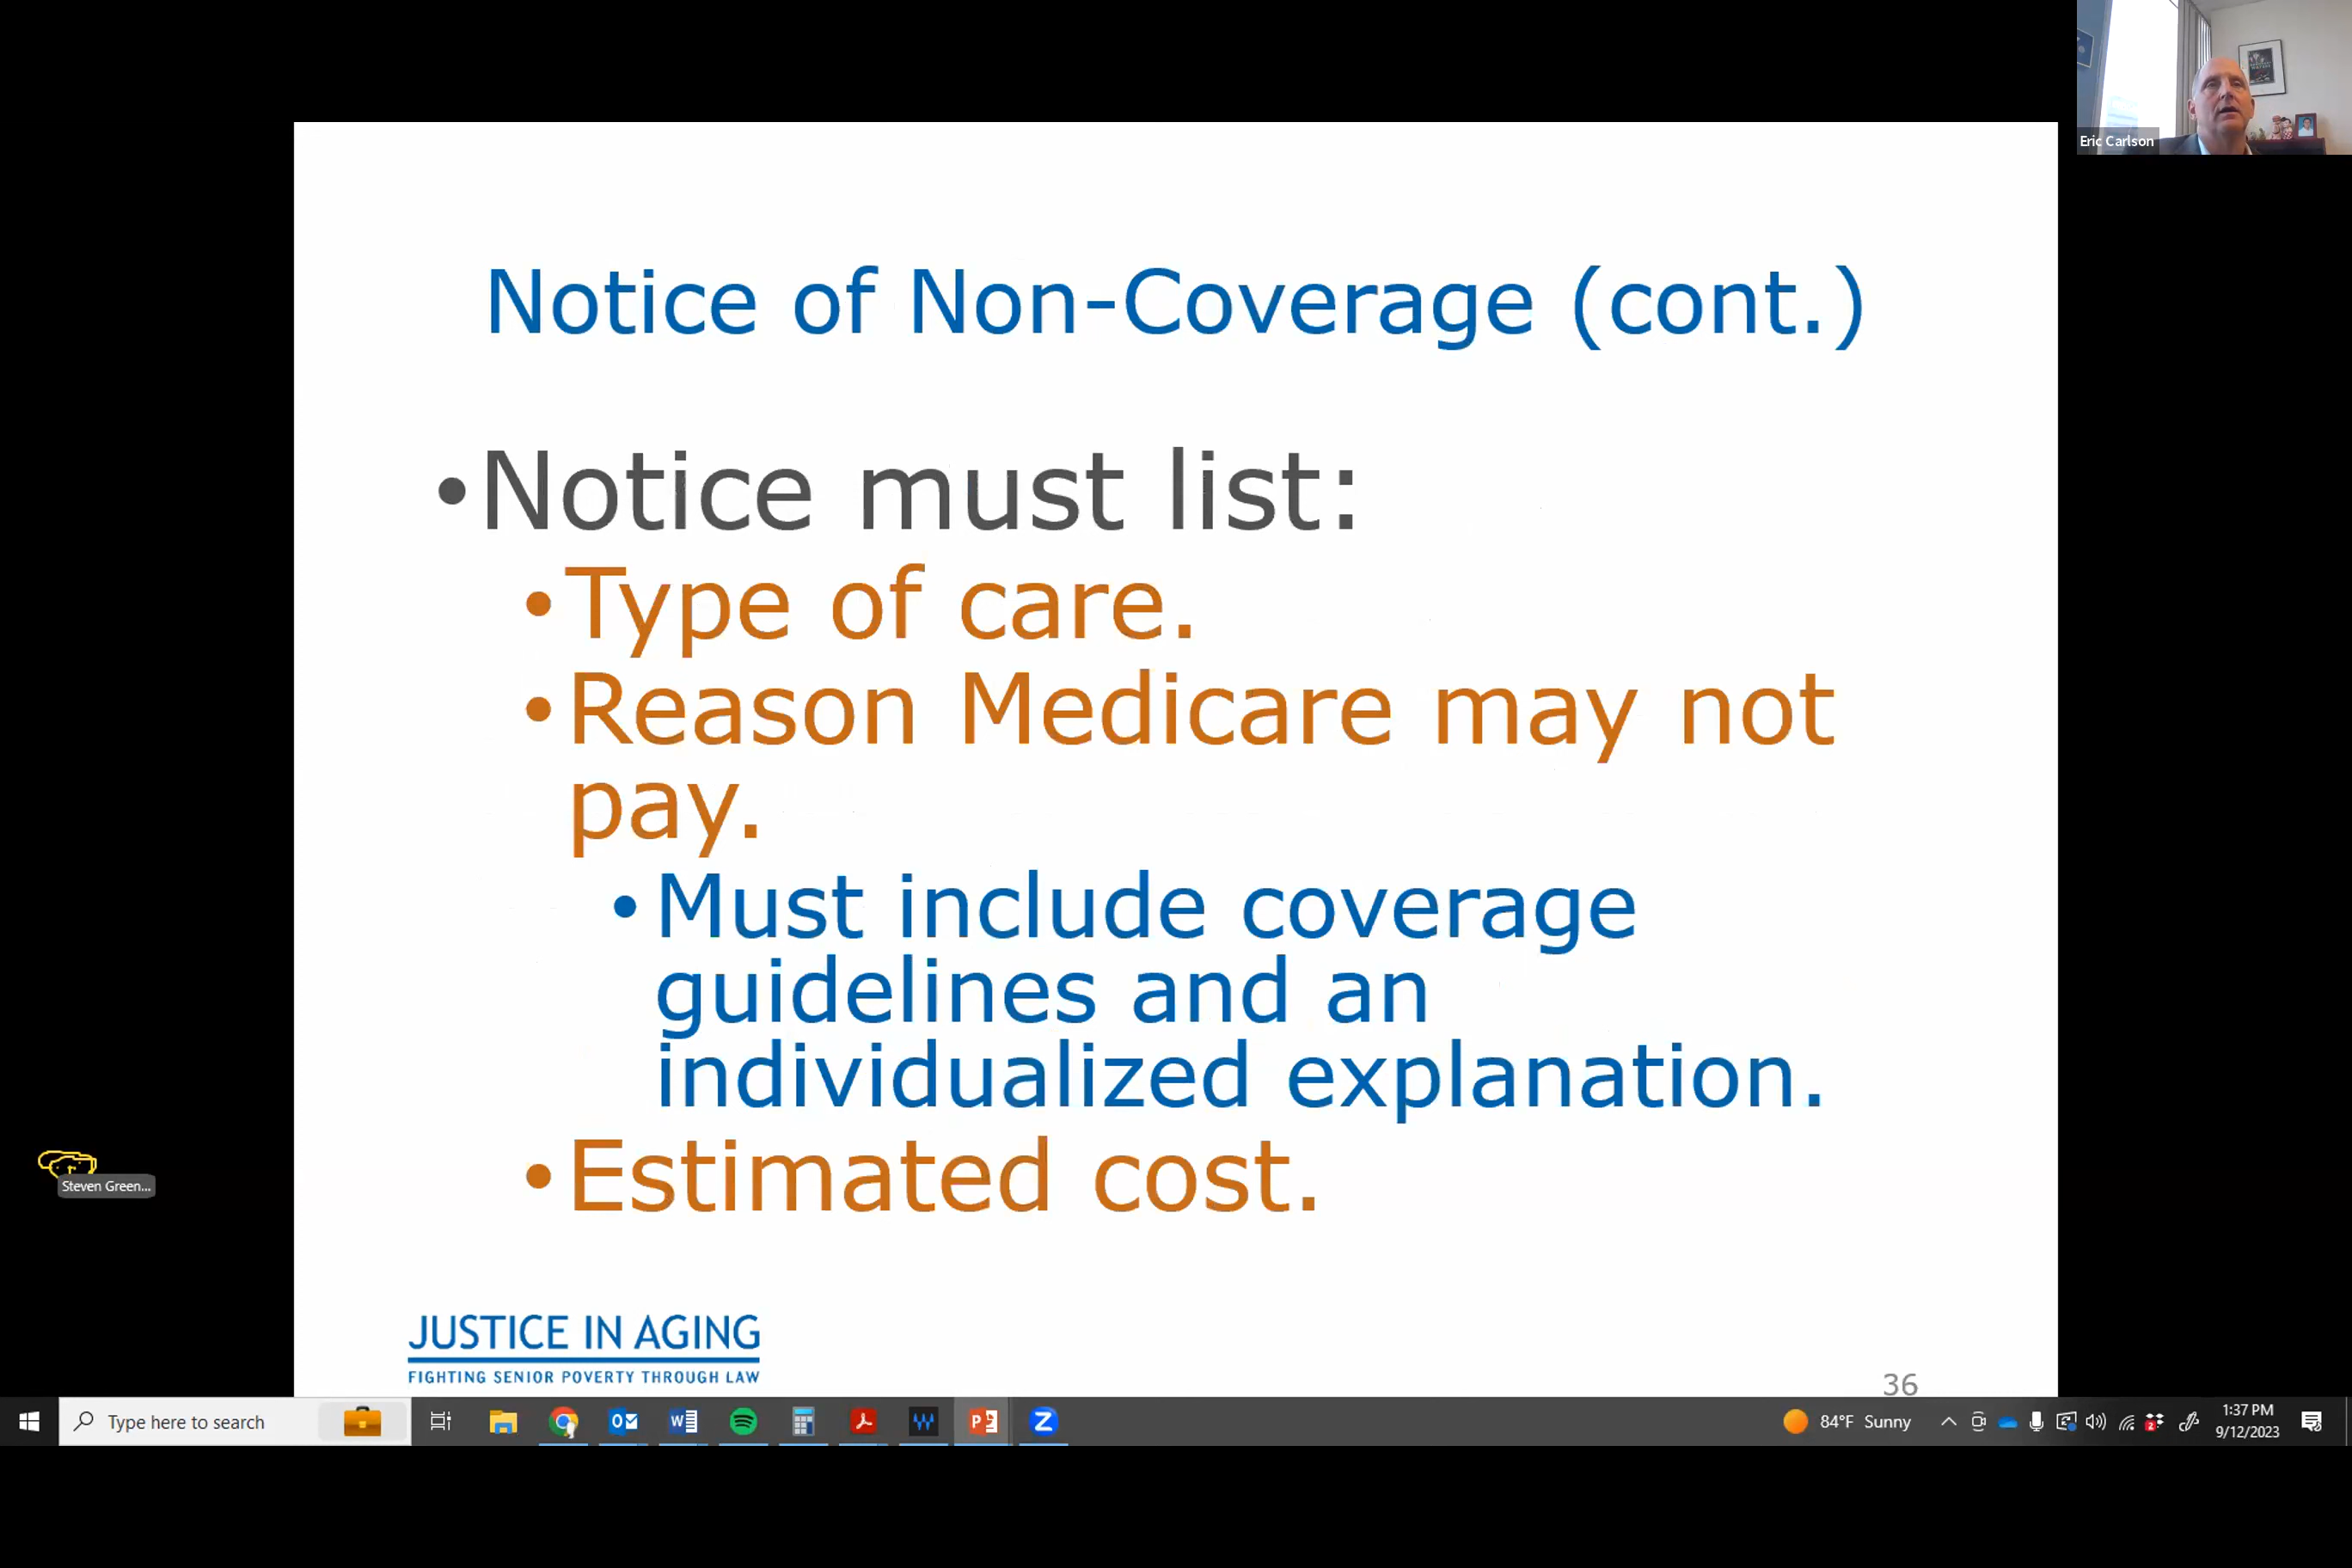 Eric Carlson
Notice of Non-Coverage (cont.)
•Notice must list:
•Type of care.
•Reason Medicare may not
pay.
•Must include coverage
guidelines and an
individualized explanation.
•Estimated cost.
Steven Green...
JUSTICE IN AGING
FIGHTING SENIOR POVERTY THROUGH LAW
36
Type here to search
84°F Sunny
1:37 PM
9/12/2023